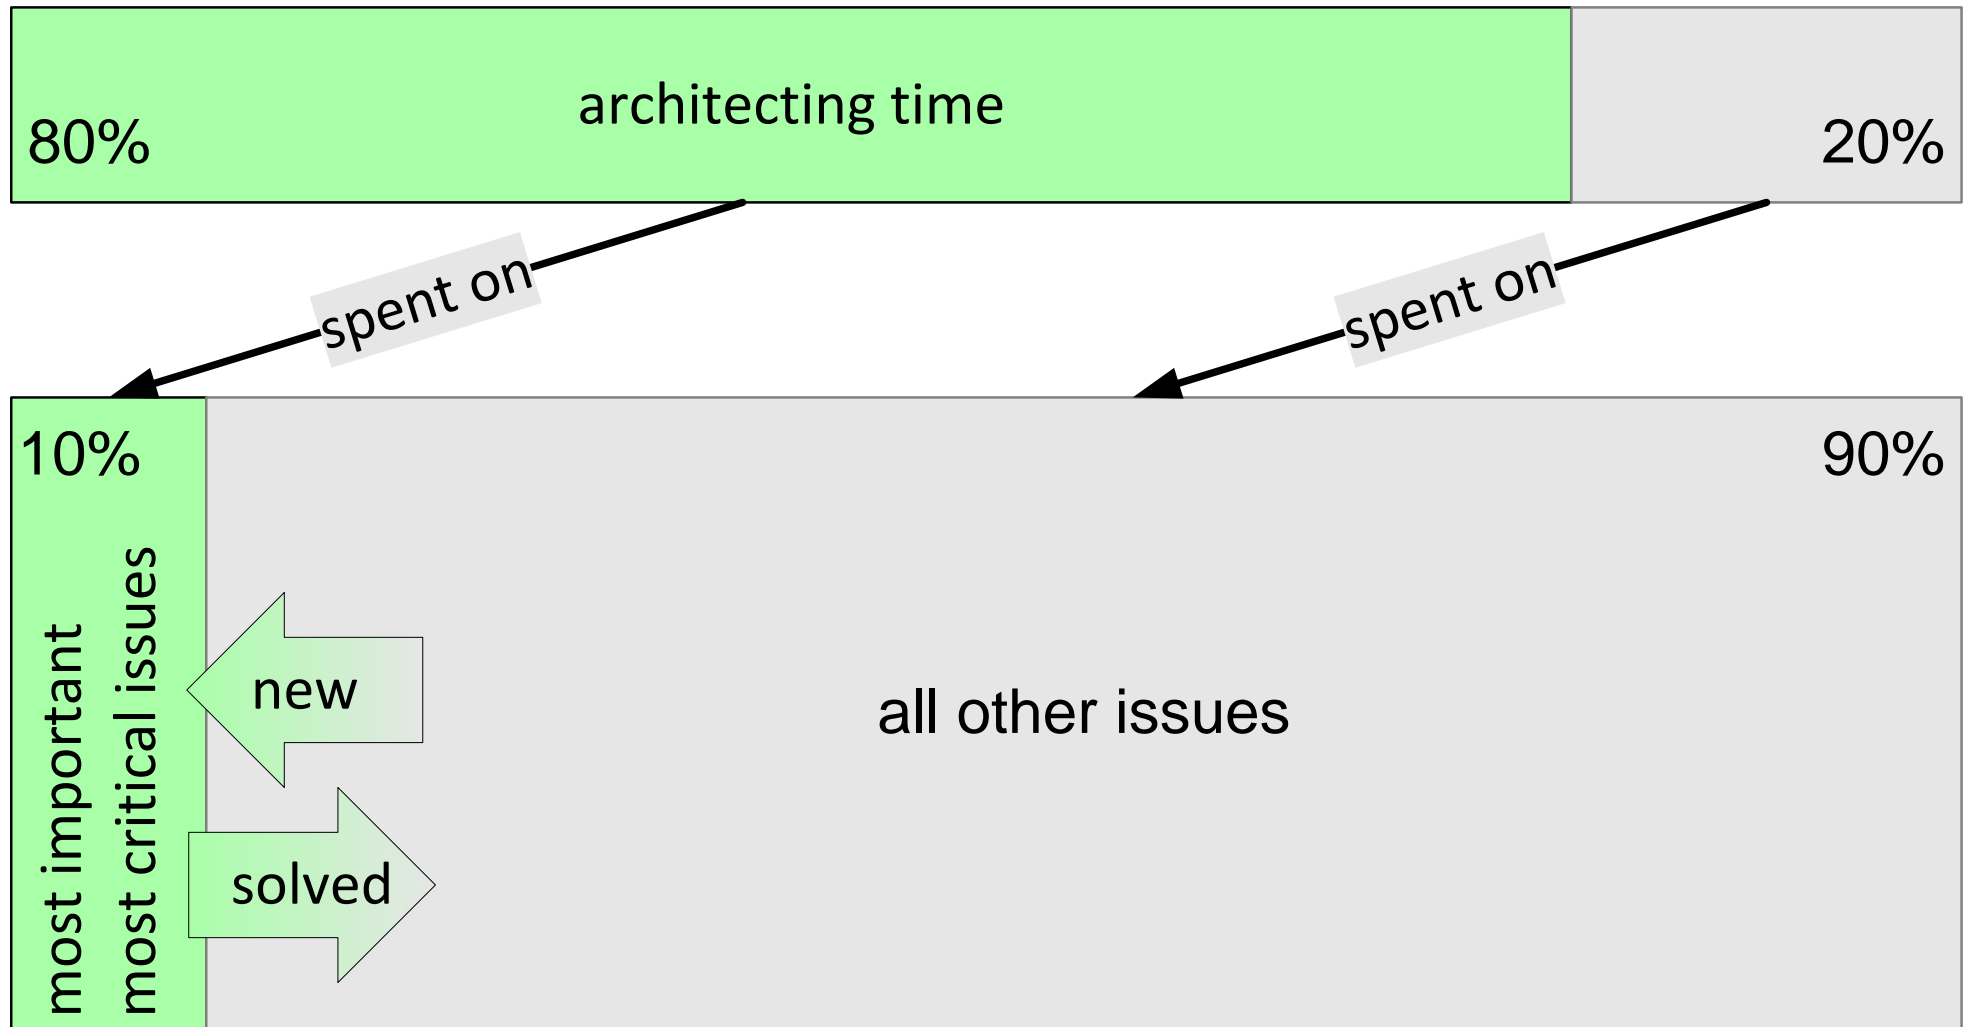 architecting time
80%
20%
spent on
spent on
10%
90%
most important
most critical issues
new
all other issues
solved